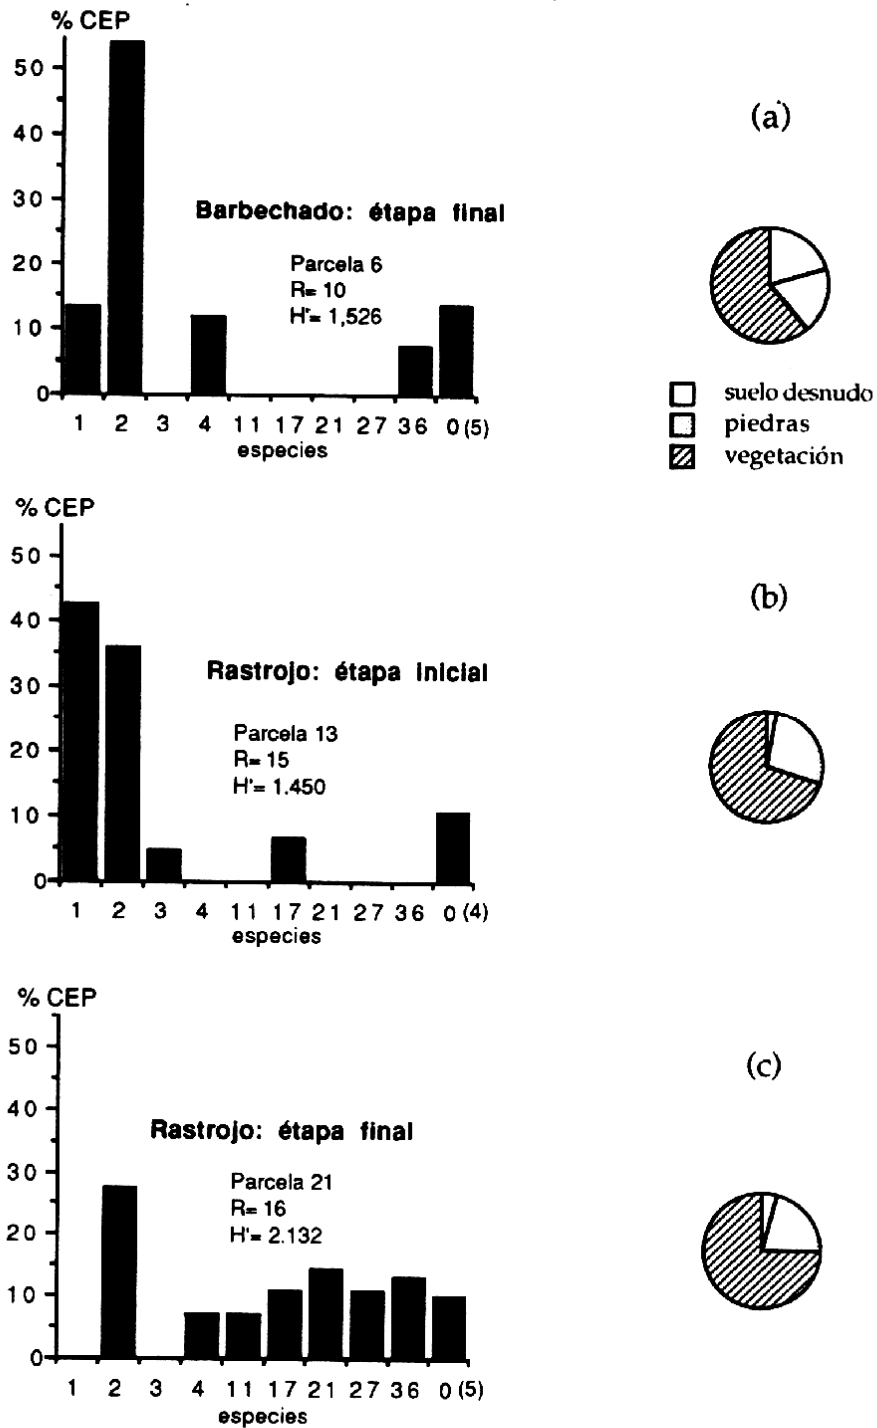 % CEP
50
40
30
20
10
0
Barbechado: étapa final
Parcela 6
R= 10
H'= 1,526
1 2 3 4 11 17 21 27 36 0 (5)
especies
(a)
suelo desnudo
piedras
vegetación
% CEP
50
40
30
20
10
0
Rastrojo: étapa inicial
Parcela 13
R= 15
H'= 1.450
1 2 3 4 11 17 21 27 36 0 (4)
especies
(b)
% CEP
50
40
30
20
10
0
Rastrojo: étapa final
Parcela 21
R= 16
H'= 2.132
1 2 3 4 11 17 21 27 36 0 (5)
especies
(c)